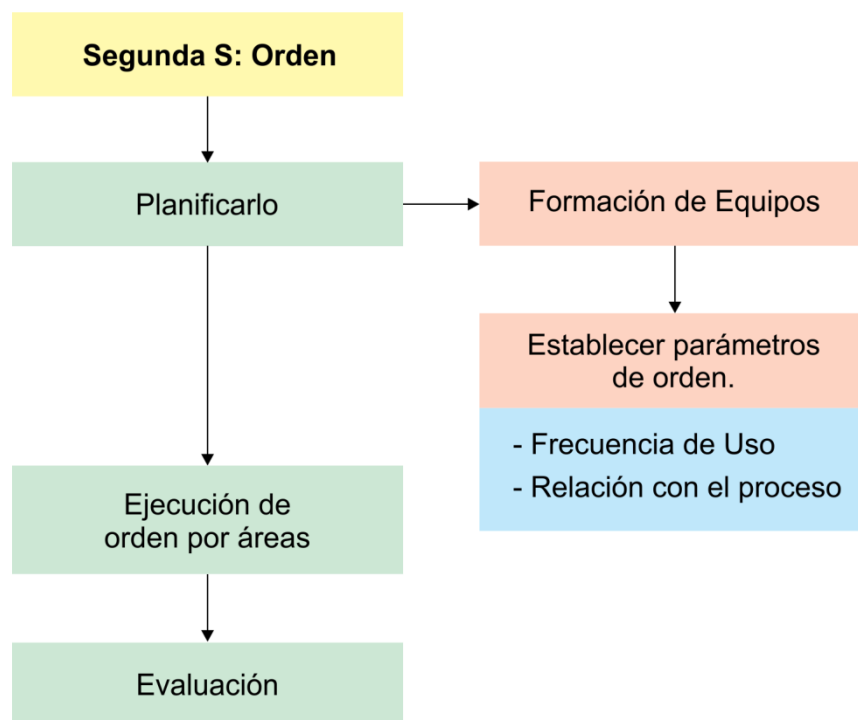 Segunda S: Orden
Planificarlo
Formación de Equipos
Establecer parámetros
de orden.
- Frecuencia de Uso
- Relación con el proceso
Ejecución de
orden por áreas
Evaluación